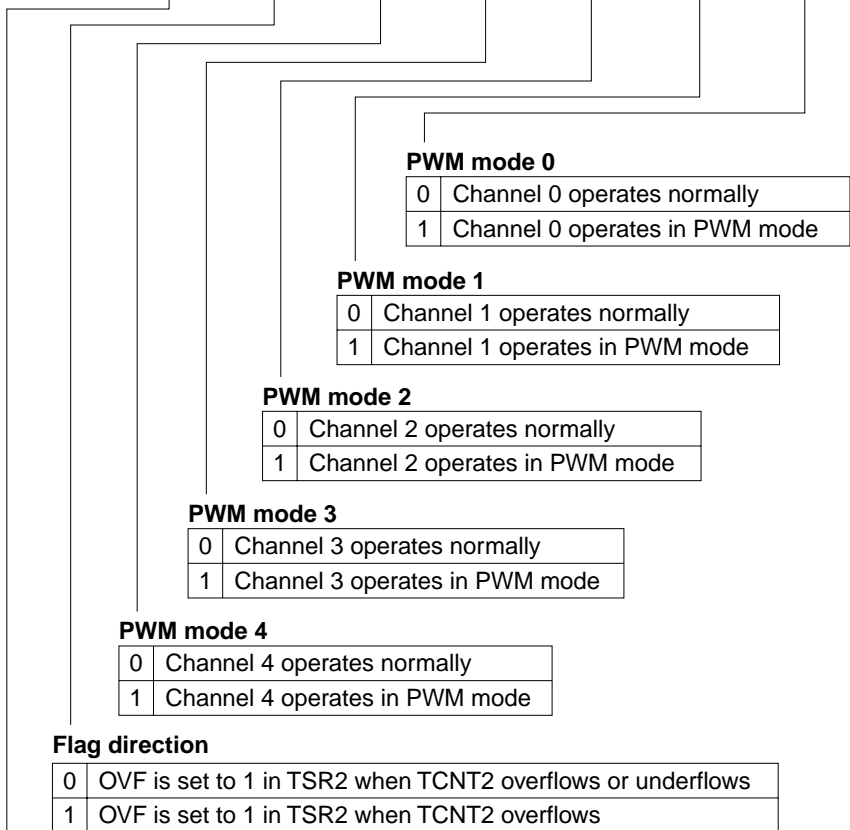 PWM mode 0
0 Channel 0 operates normally
1 Channel 0 operates in PWM mode
PWM mode 1
0 Channel 1 operates normally
1 Channel 1 operates in PWM mode
PWM mode 2
0 Channel 2 operates normally
1 Channel 2 operates in PWM mode
PWM mode 3
0 Channel 3 operates normally
1 Channel 3 operates in PWM mode
PWM mode 4
0 Channel 4 operates normally
1 Channel 4 operates in PWM mode
Flag direction
0 OVF is set to 1 in TSR2 when TCNT2 overflows or underflows
1 OVF is set to 1 in TSR2 when TCNT2 overflows